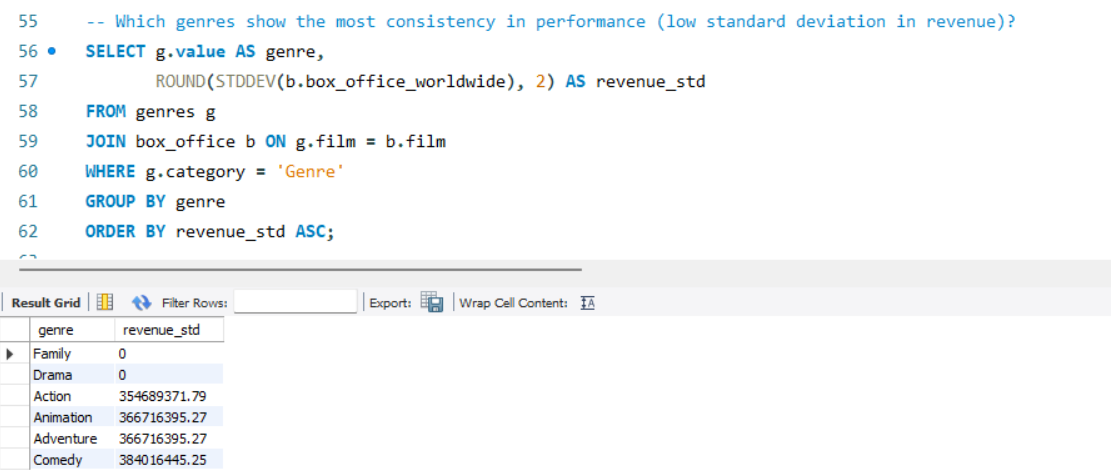 55 -- Which genres show the most consistency in performance (low standard deviation in revenue)?
56 SELECT g.value AS genre,
57 ROUND(STDDEV(b.box_office_worldwide), 2) AS revenue_std
58 FROM genres g
59 JOIN box_office b ON g.film = b.film
60 WHERE g.category = 'Genre'
61 GROUP BY genre
62 ORDER BY revenue_std ASC;
Result Grid Filter Rows: Export: Wrap Cell Content: IA
genre revenue_std
Family 0
Drama 0
Action 354689371.79
Animation 366716395.27
Adventure 366716395.27
Comedy 384016445.25